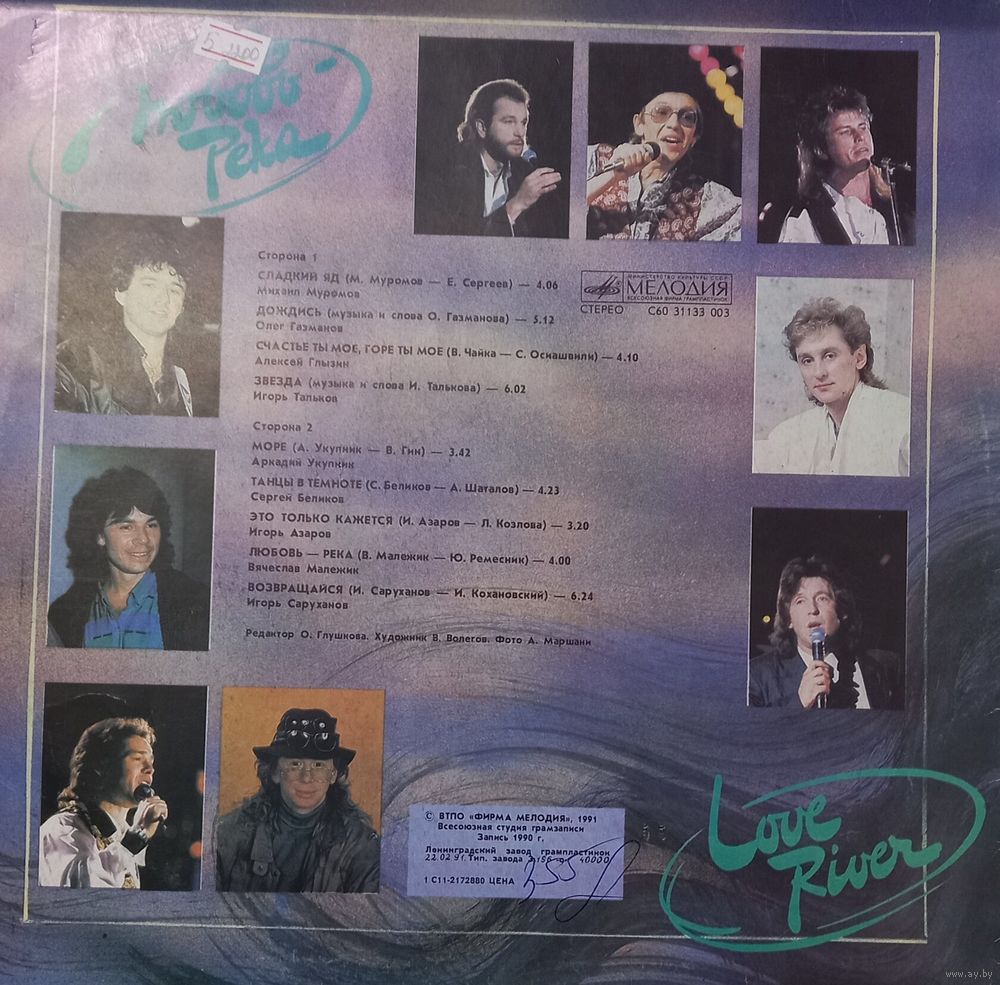 5 1200
Любовь-
Река
Сторона 1
СЛАДКИЙ ЯД (М. Муромов — Е. Сергеев) — 4.06
Михаил Муромов
ДОЖДИСЬ (музыка и слова О. Газманова) — 5.12
Олег Газманов
СЧАСТЬЕ ТЫ МОЕ, ГОРЕ ТЫ МОЕ (В. Чайка — С. Осиашвили) — 4.10
Алексей Глызин
ЗВЕЗДА (музыка и слова И. Талькова) — 6.02
Игорь Тальков
Сторона 2
МОРЕ (А. Укупник — В. Гин) — 3.42
Аркадий Укупник
ТАНЦЫ В ТЕМНОТЕ (С. Беликов — А. Шаталов) — 4.23
Сергей Беликов
ЭТО ТОЛЬКО КАЖЕТСЯ (И. Азаров — Л. Козлова) — 3.20
Игорь Азаров
ЛЮБОВЬ — РЕКА (В. Малежик — Ю. Ремесник) — 4.00
Вячеслав Малежик
ВОЗВРАЩАЙСЯ (И. Саруханов — И. Кохановский) — 6.24
Игорь Саруханов
Редактор О. Глушкова. Художник В. Волегов. Фото А. Маршани
МИНИСТЕРСТВО КУЛЬТУРЫ СССР
МЕЛОДИЯ
ВСЕСОЮЗНАЯ ФИРМА ГРАМПЛАСТИНОК
СТЕРЕО С60 31133 003
© ВТПО «ФИРМА МЕЛОДИЯ», 1991
Всесоюзная студия грамзаписи
Запись 1990 г.
Ленинградский завод грампластинок
22.02 91. Тип. завода 40000
1 С11-2172880 ЦЕНА
Love
River
www.ay.by